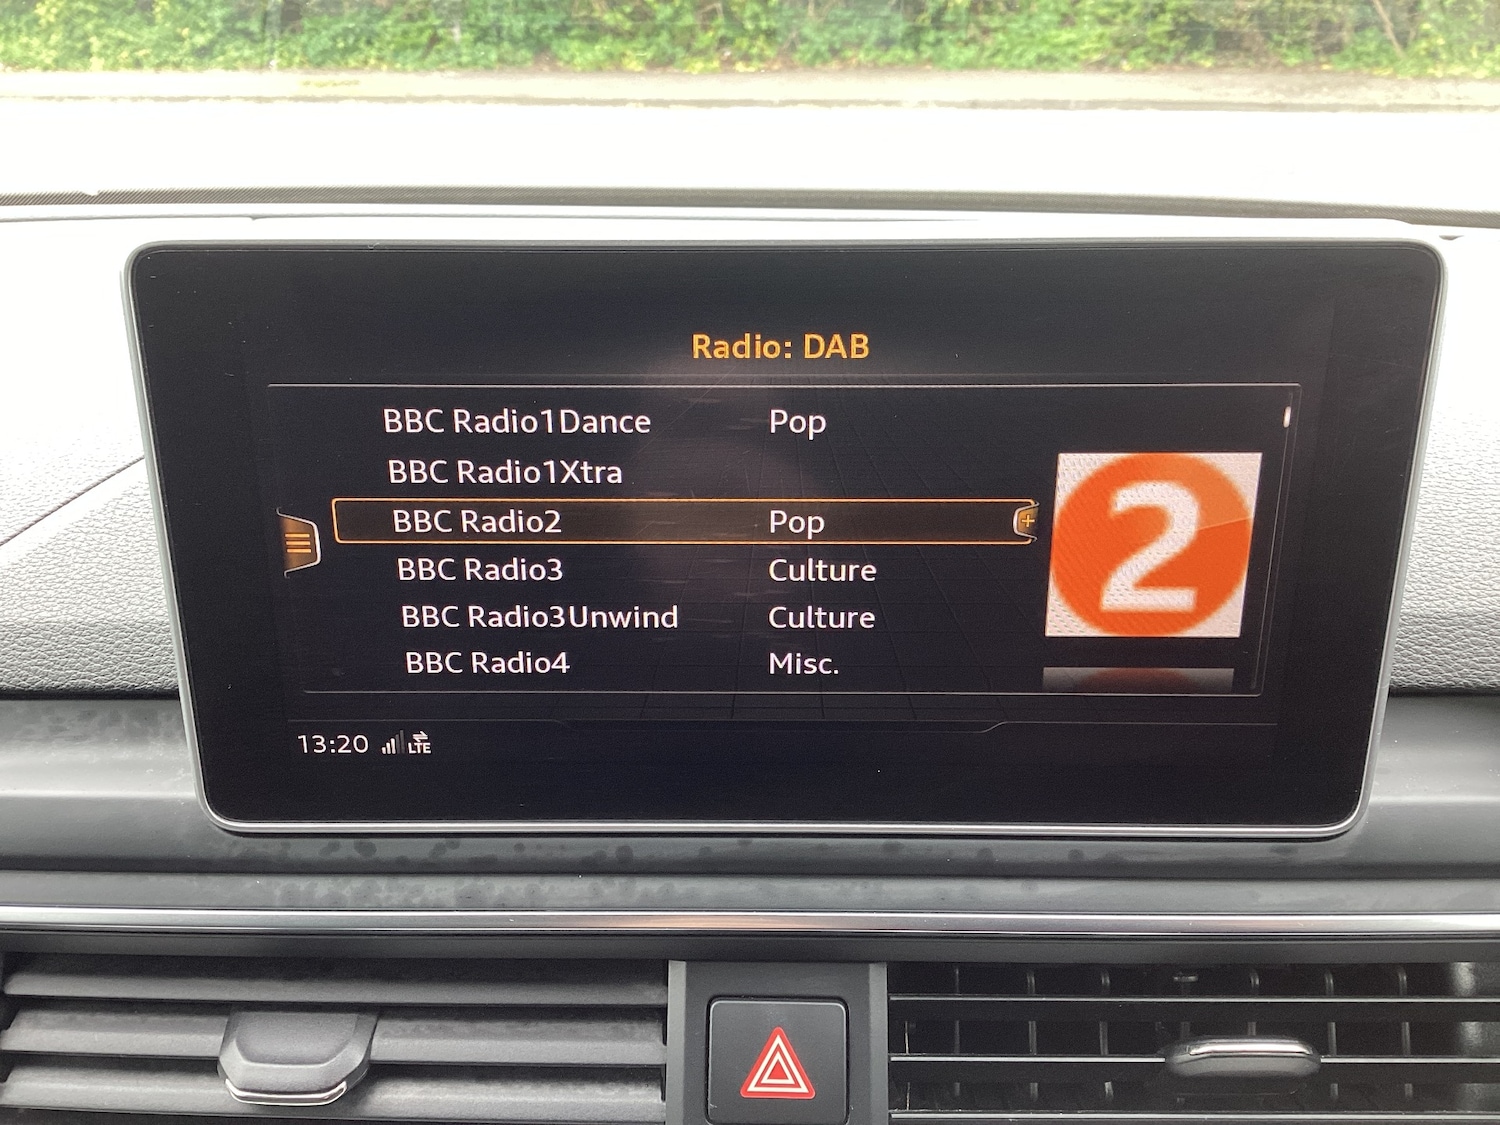 Radio: DAB
BBC Radio1Dance Pop
BBC Radio1Xtra
BBC Radio2 Pop
BBC Radio3 Culture
BBC Radio3Unwind Culture
BBC Radio4 Misc.
2
13:20 LTE